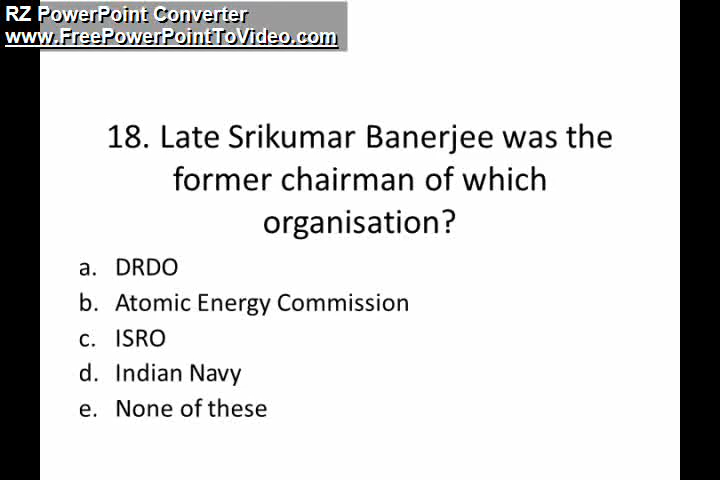 RZ PowerPoint Converter
www.FreePowerPointToVideo.com
18. Late Srikumar Banerjee was the
former chairman of which
organisation?
a. DRDO
b. Atomic Energy Commission
c. ISRO
d. Indian Navy
e. None of these